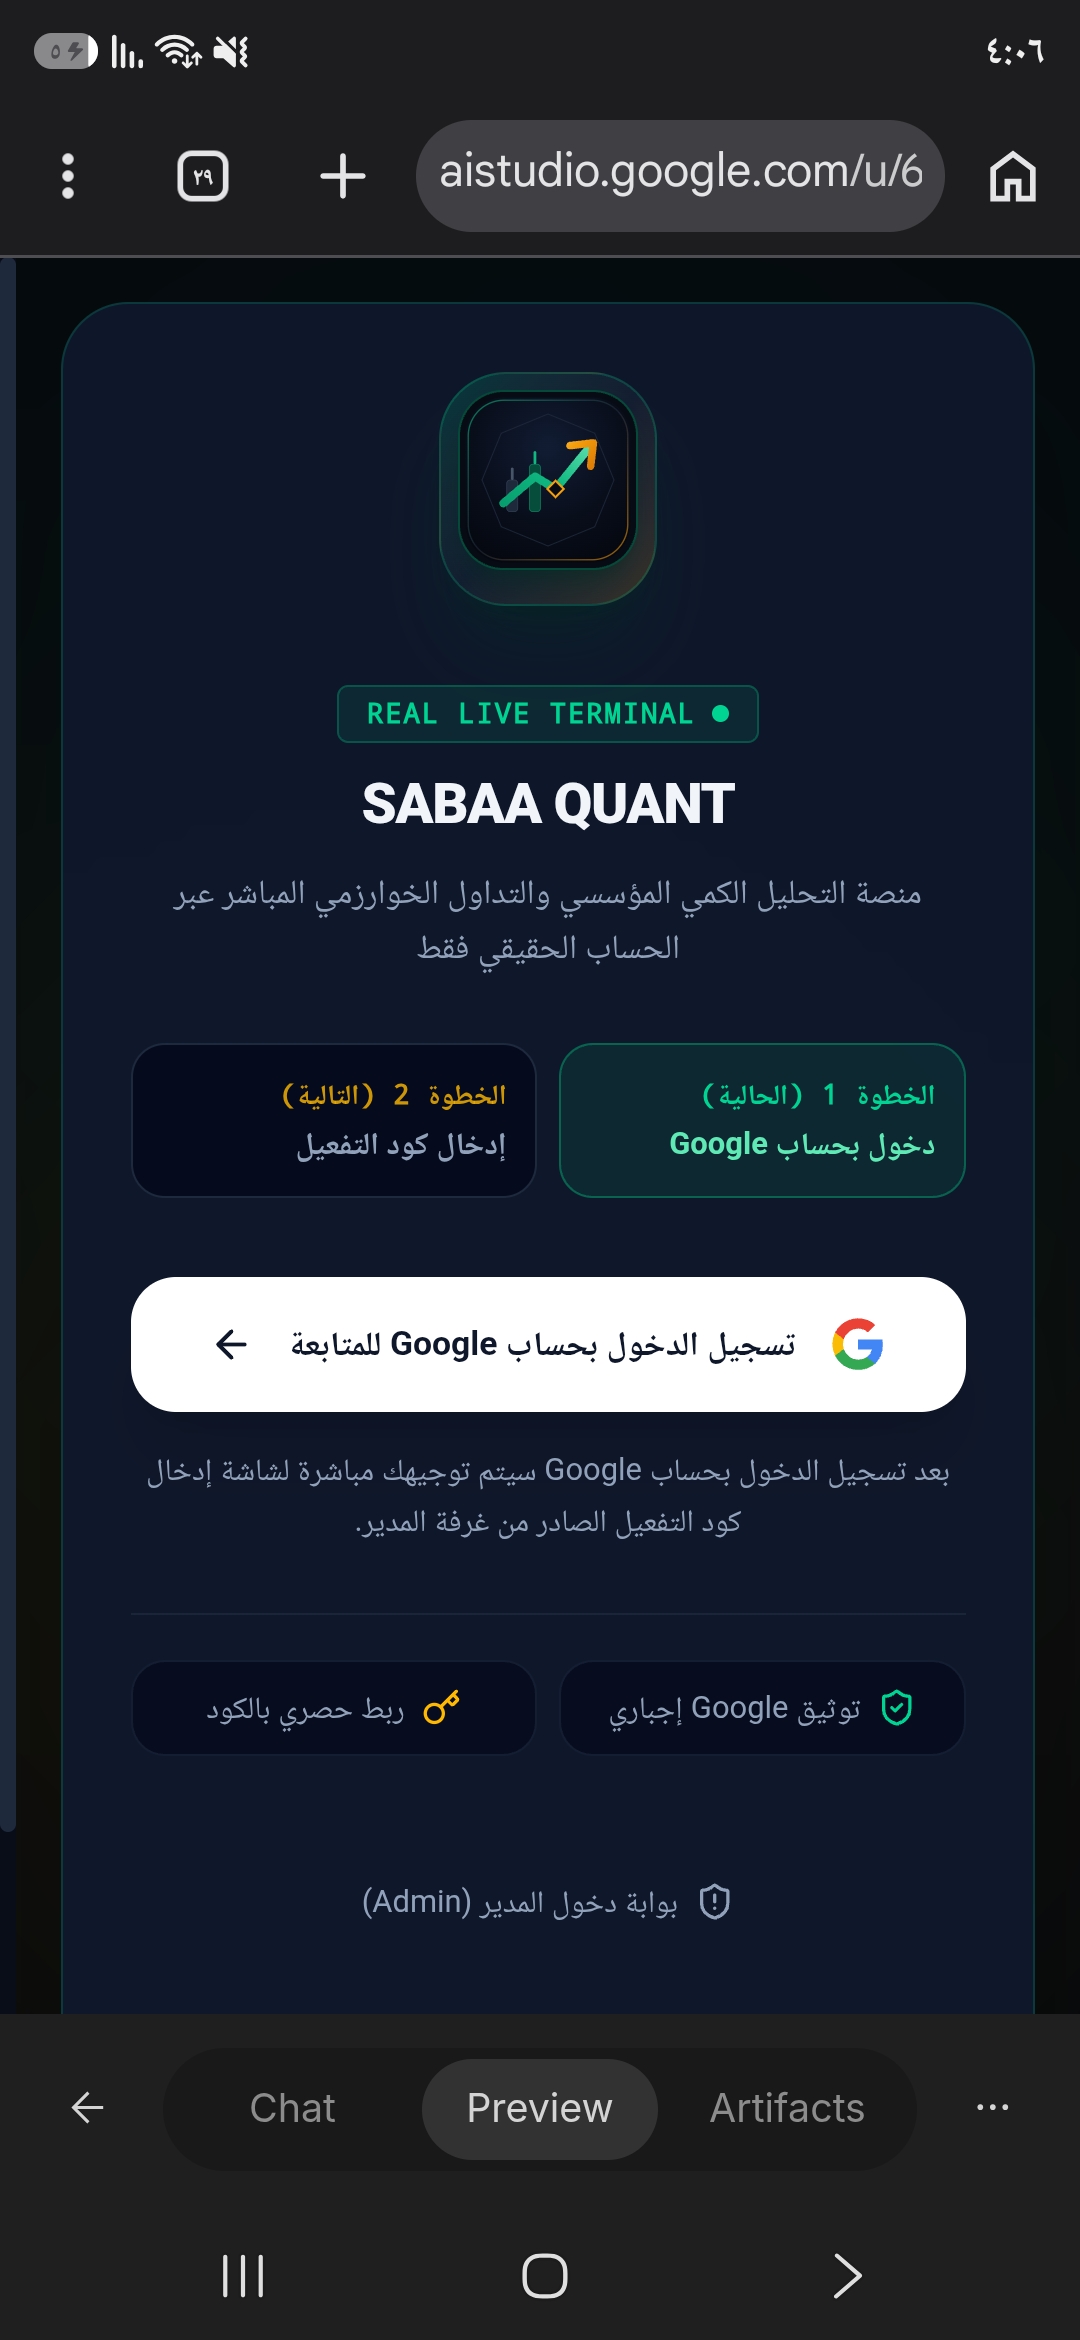 ٤:٠٦
٥
aistudio.google.com/u/6
٢٩
REAL LIVE TERMINAL
SABAA QUANT
منصة التحليل الكمي المؤسسي والتداول الخوارزمي المباشر عبر
الحساب الحقيقي فقط
الخطوة 1 (الحالية)
دخول بحساب Google
الخطوة 2 (التالية)
إدخال كود التفعيل
تسجيل الدخول بحساب Google للمتابعة
بعد تسجيل الدخول بحساب Google سيتم توجيهك مباشرة لشاشة إدخال
كود التفعيل الصادر من غرفة المدير.
توثيق Google إجباري
ربط حصري بالكود
بوابة دخول المدير (Admin)
Chat
Preview
Artifacts